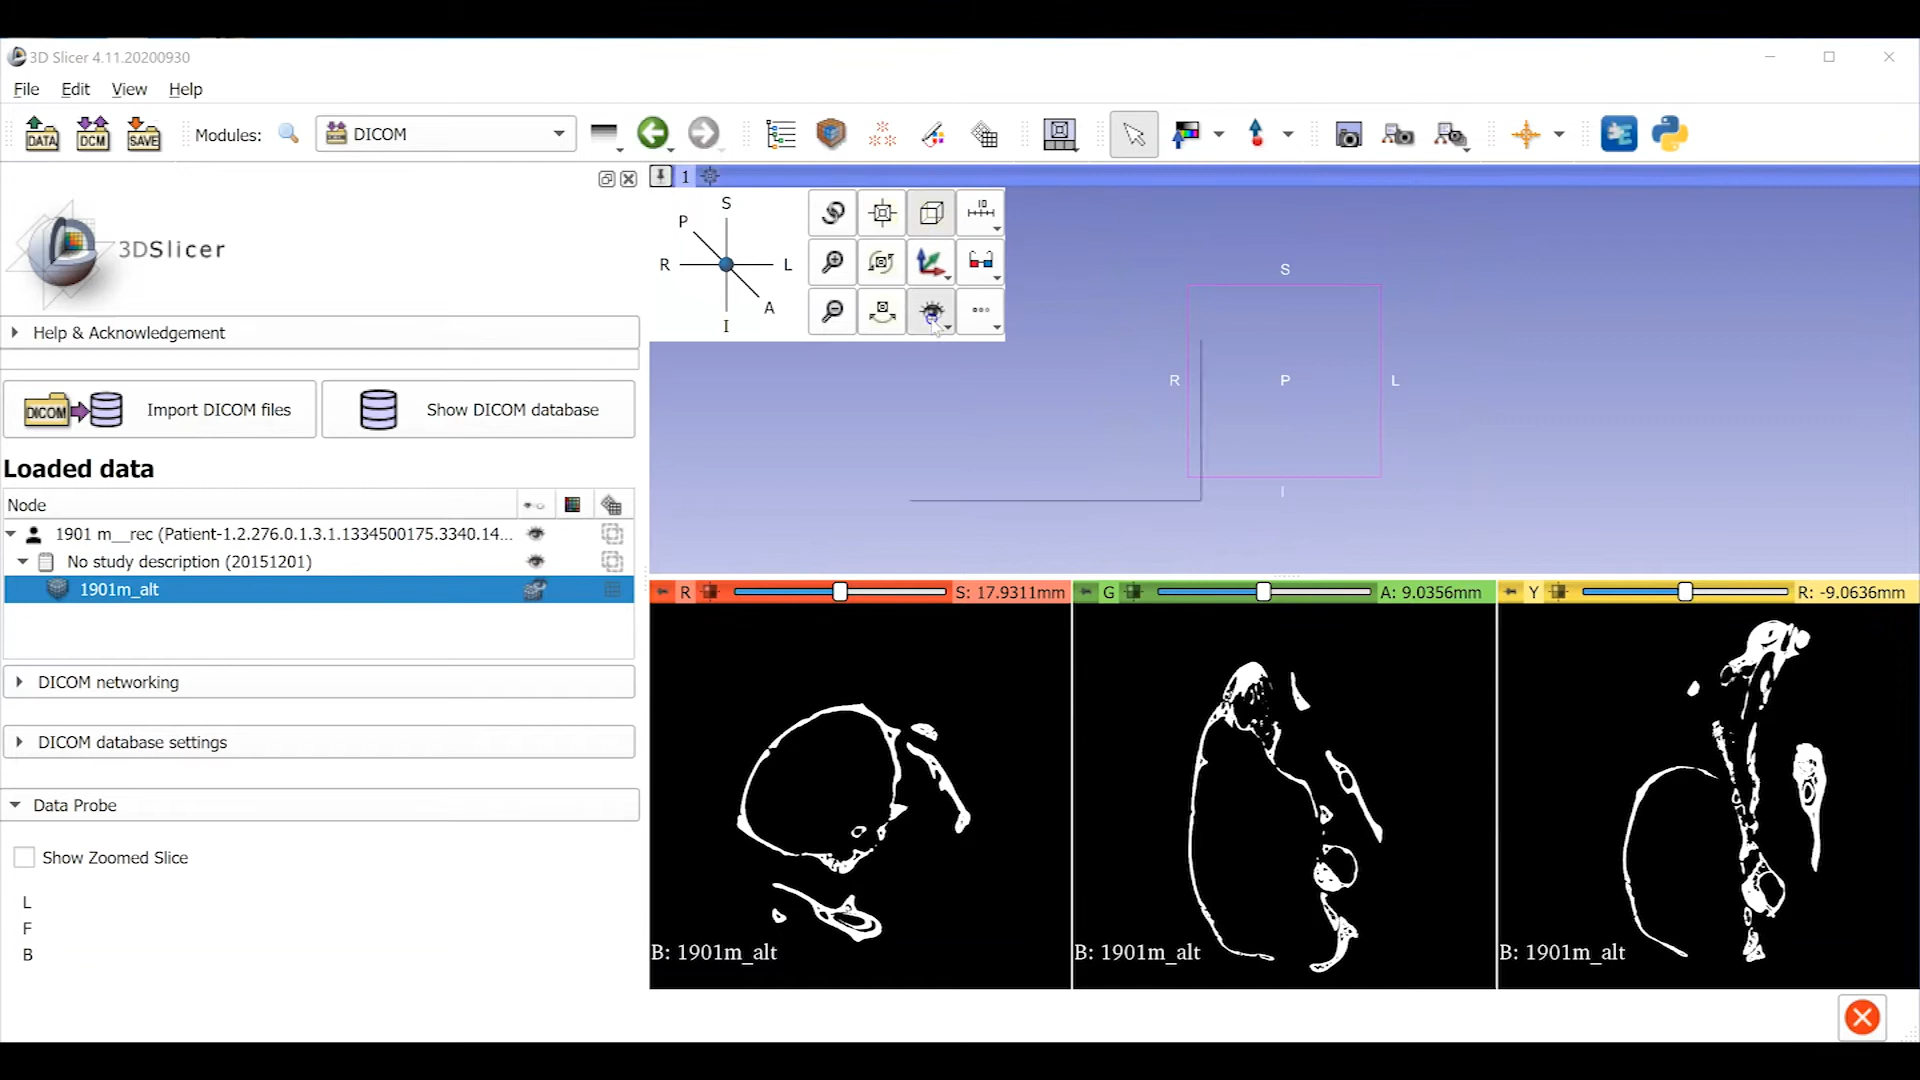 3D Slicer 4.11.20200930
File Edit View Help
DATA DCM SAVE Modules: DICOM
1
S
P
R L
A
I
10
3DSlicer
S
R P L
I
Help & Acknowledgement
DICOM Import DICOM files
Show DICOM database
Loaded data
Node
1901 m__rec (Patient-1.2.276.0.1.3.1.1334500175.3340.14...
No study description (20151201)
1901m_alt
R S: 17.9311mm
G A: 9.0356mm
Y R: -9.0636mm
DICOM networking
DICOM database settings
Data Probe
Show Zoomed Slice
L
F
B
B: 1901m_alt
B: 1901m_alt
B: 1901m_alt